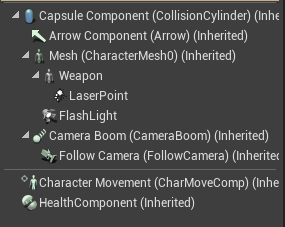 Capsule Component (CollisionCylinder) (Inhe
Arrow Component (Arrow) (Inherited)
Mesh (CharacterMesh0) (Inherited)
Weapon
LaserPoint
FlashLight
Camera Boom (CameraBoom) (Inherited)
Follow Camera (FollowCamera) (Inherited
Character Movement (CharMoveComp) (Inhe
HealthComponent (Inherited)